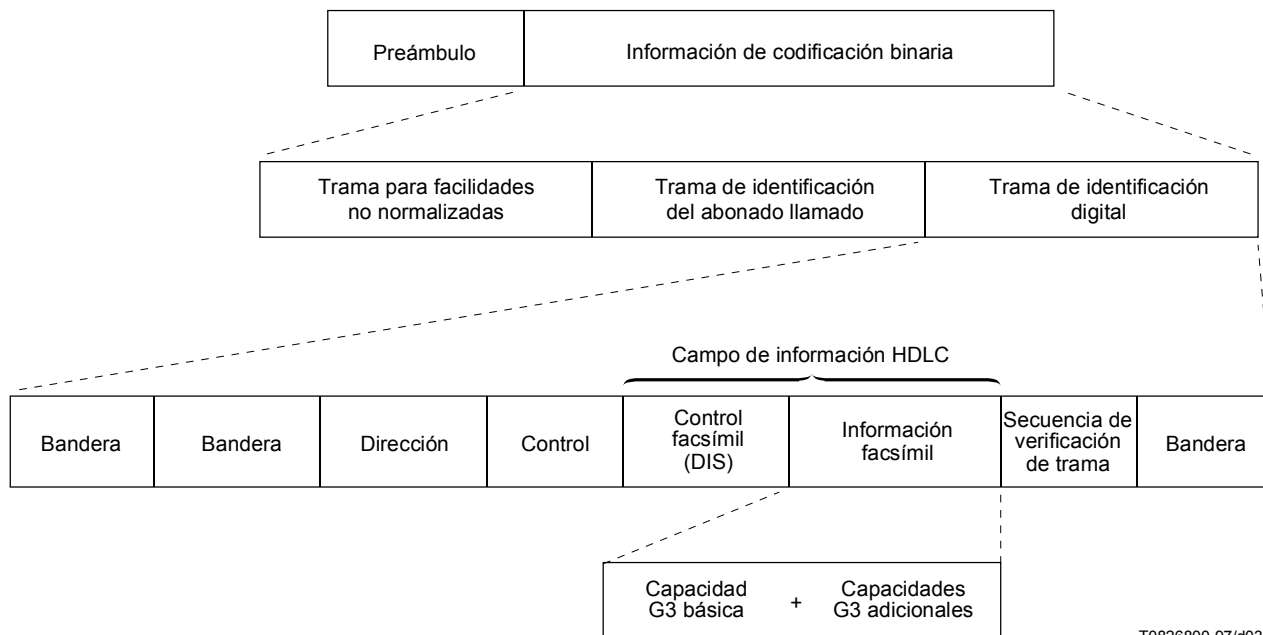 Preámbulo
Información de codificación binaria
Trama para facilidades
no normalizadas
Trama de identificación
del abonado llamado
Trama de identificación
digital
Campo de información HDLC
Bandera
Bandera
Dirección
Control
Control
facsímil
(DIS)
Información
facsímil
Secuencia de
verificación
de trama
Bandera
Capacidad
G3 básica
+
Capacidades
G3 adicionales